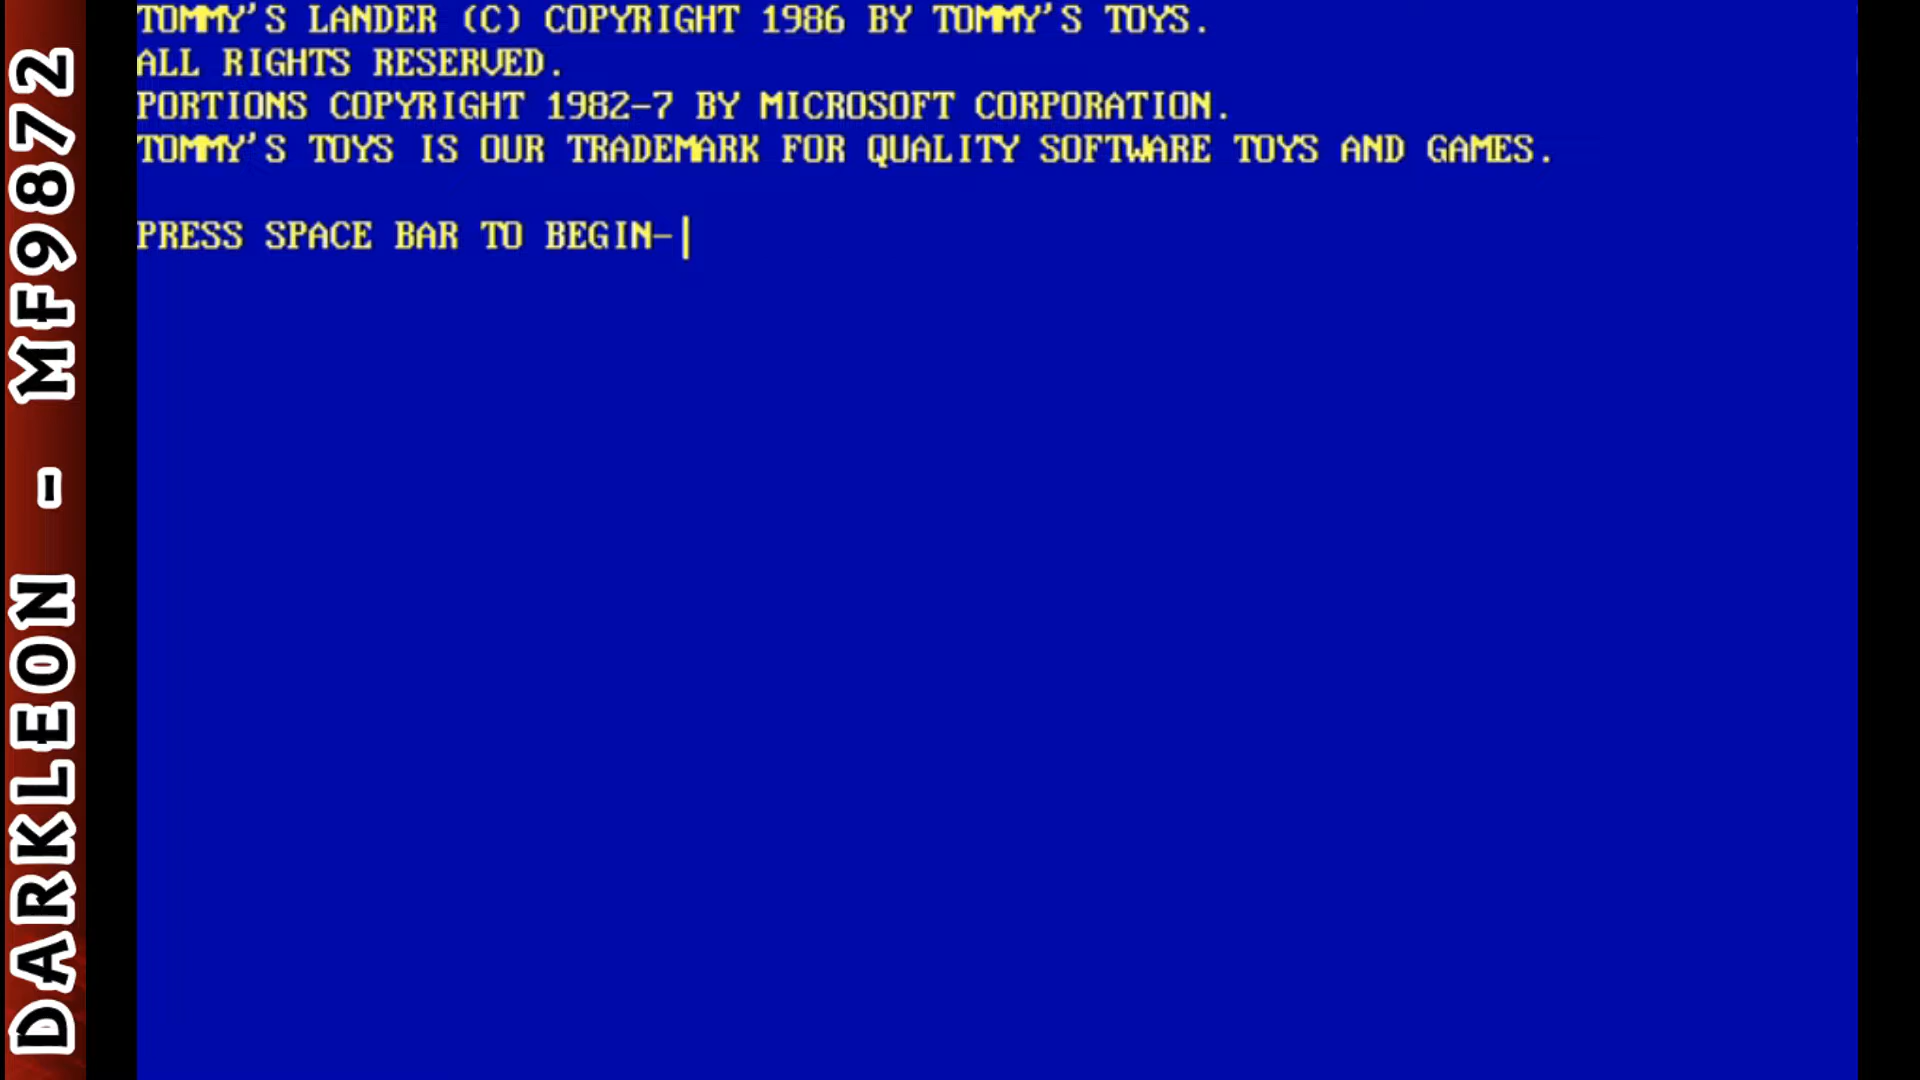 TOMMY'S LANDER (C) COPYRIGHT 1986 BY TOMMY'S TOYS.
ALL RIGHTS RESERVED.
PORTIONS COPYRIGHT 1982-7 BY MICROSOFT CORPORATION.
TOMMY'S TOYS IS OUR TRADEMARK FOR QUALITY SOFTWARE TOYS AND GAMES.
PRESS SPACE BAR TO BEGIN-
DARKLEON - MF9872